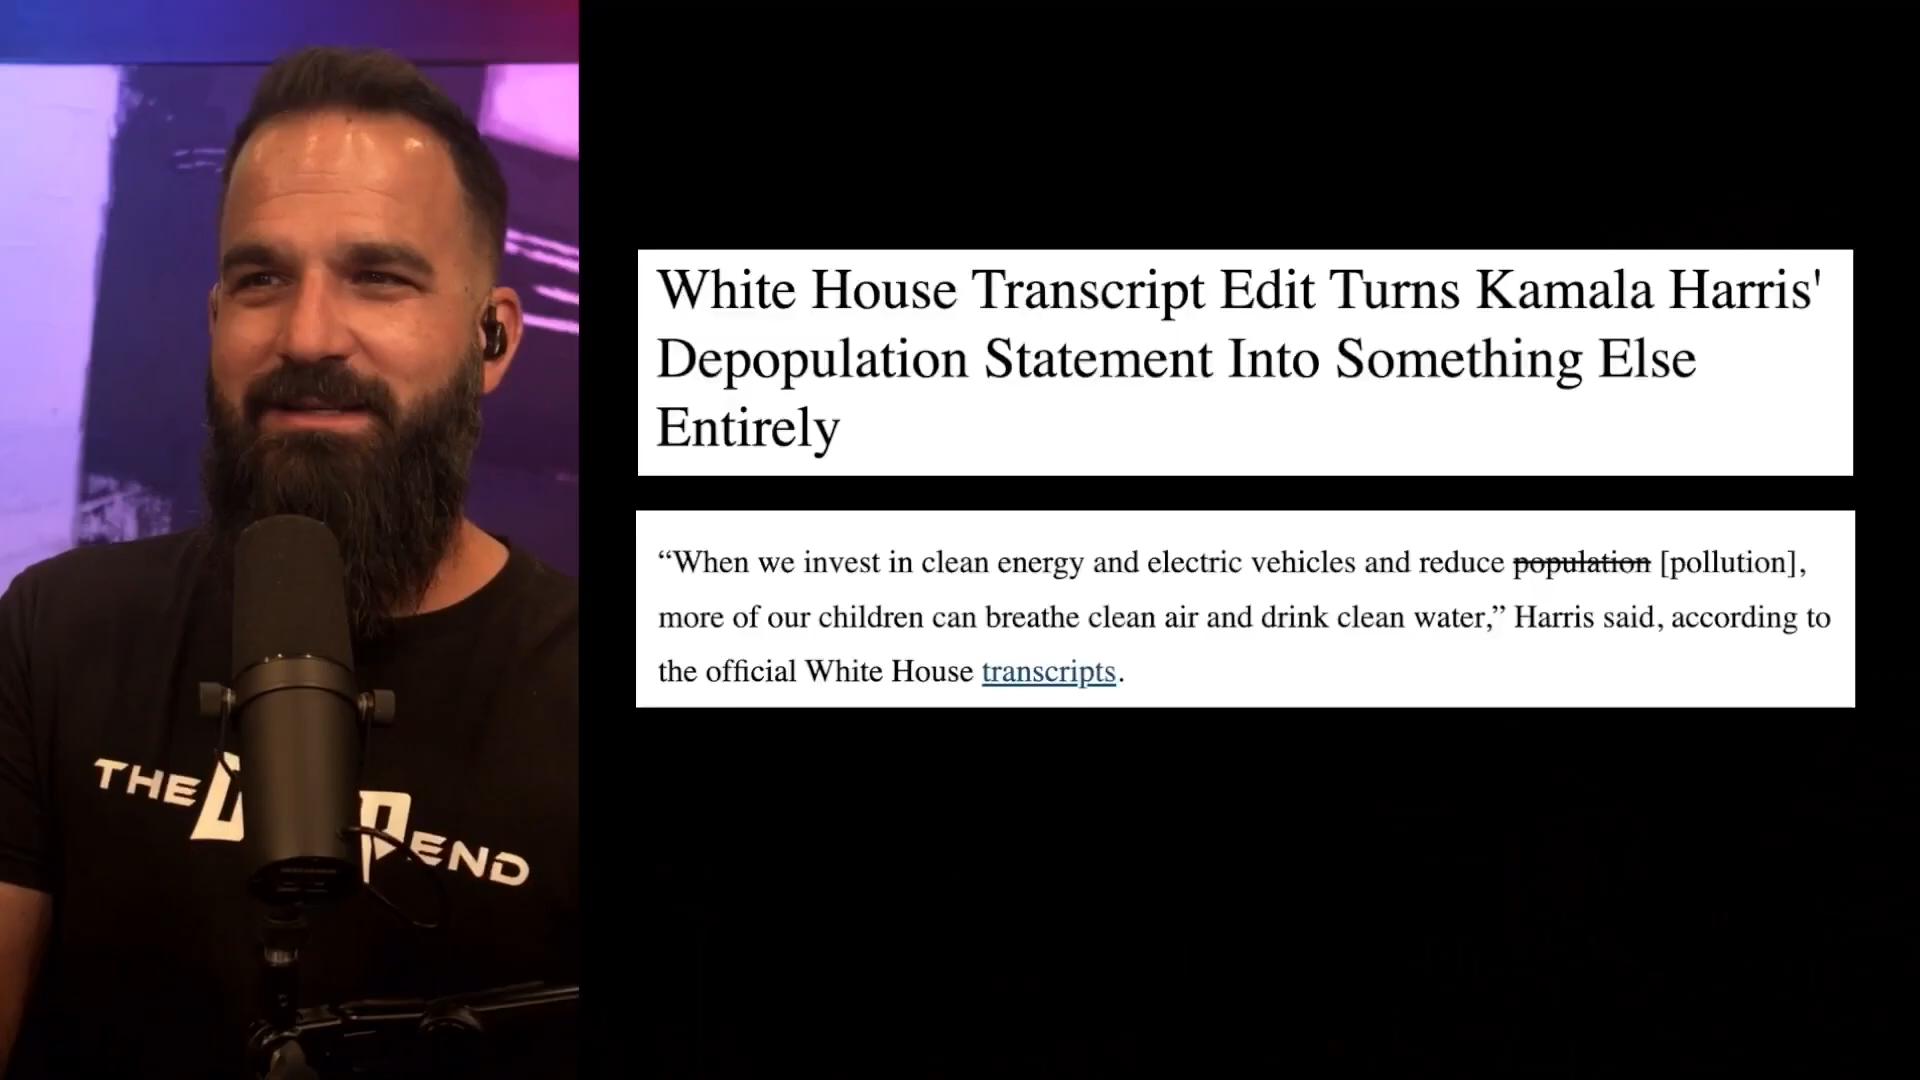 White House Transcript Edit Turns Kamala Harris'
Depopulation Statement Into Something Else
Entirely
“When we invest in clean energy and electric vehicles and reduce population [pollution],
more of our children can breathe clean air and drink clean water,” Harris said, according to
the official White House transcripts.
THE
END